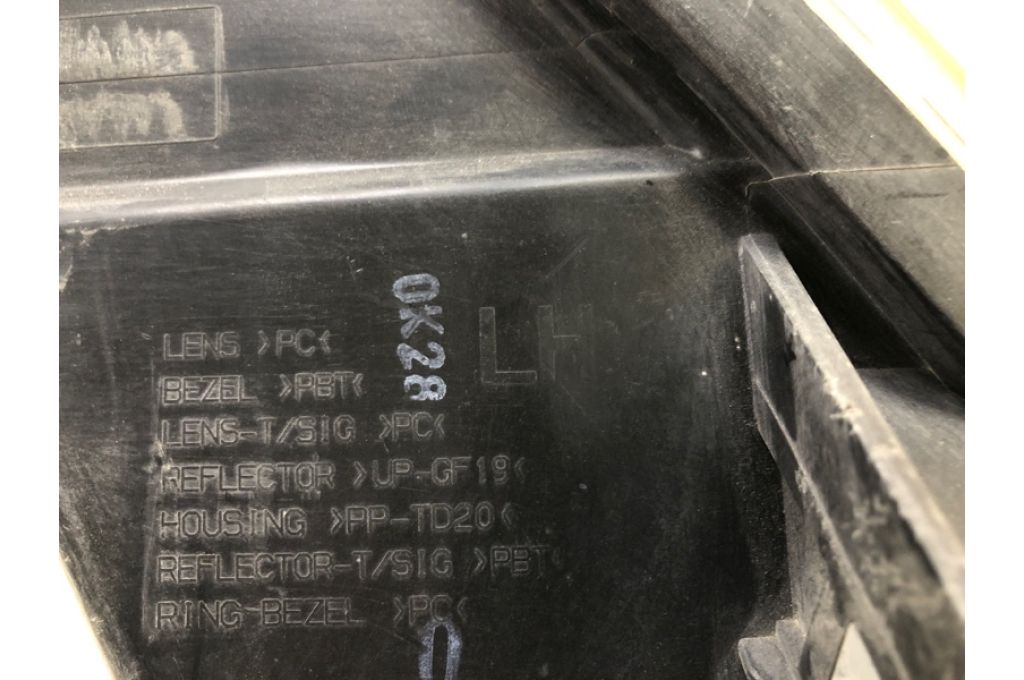 OK28
LH
LENS >PC<
BEZEL >PBT<
LENS-T/SIG >PC<
REFLECTOR >UP-GF19<
HOUSING >PP-TD20<
REFLECTOR-T/SIG >PBT<
RING-BEZEL >PC<